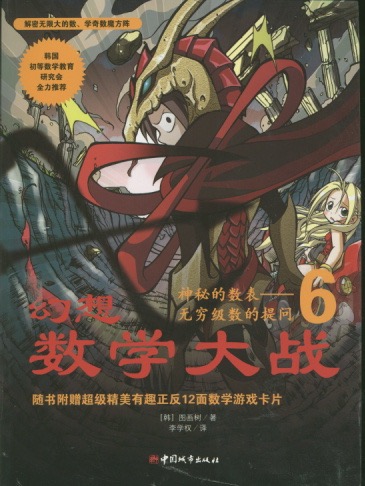 解密无限大的数、学奇数魔方阵
韩国
初等数学教育
研究会
全力推荐
神秘的数表——
无穷级数的提问
6
幻想
数学大战
随书附赠超级精美有趣正反12面数学游戏卡片
[韩] 图画树 / 著
李学权 / 译
中国城市出版社